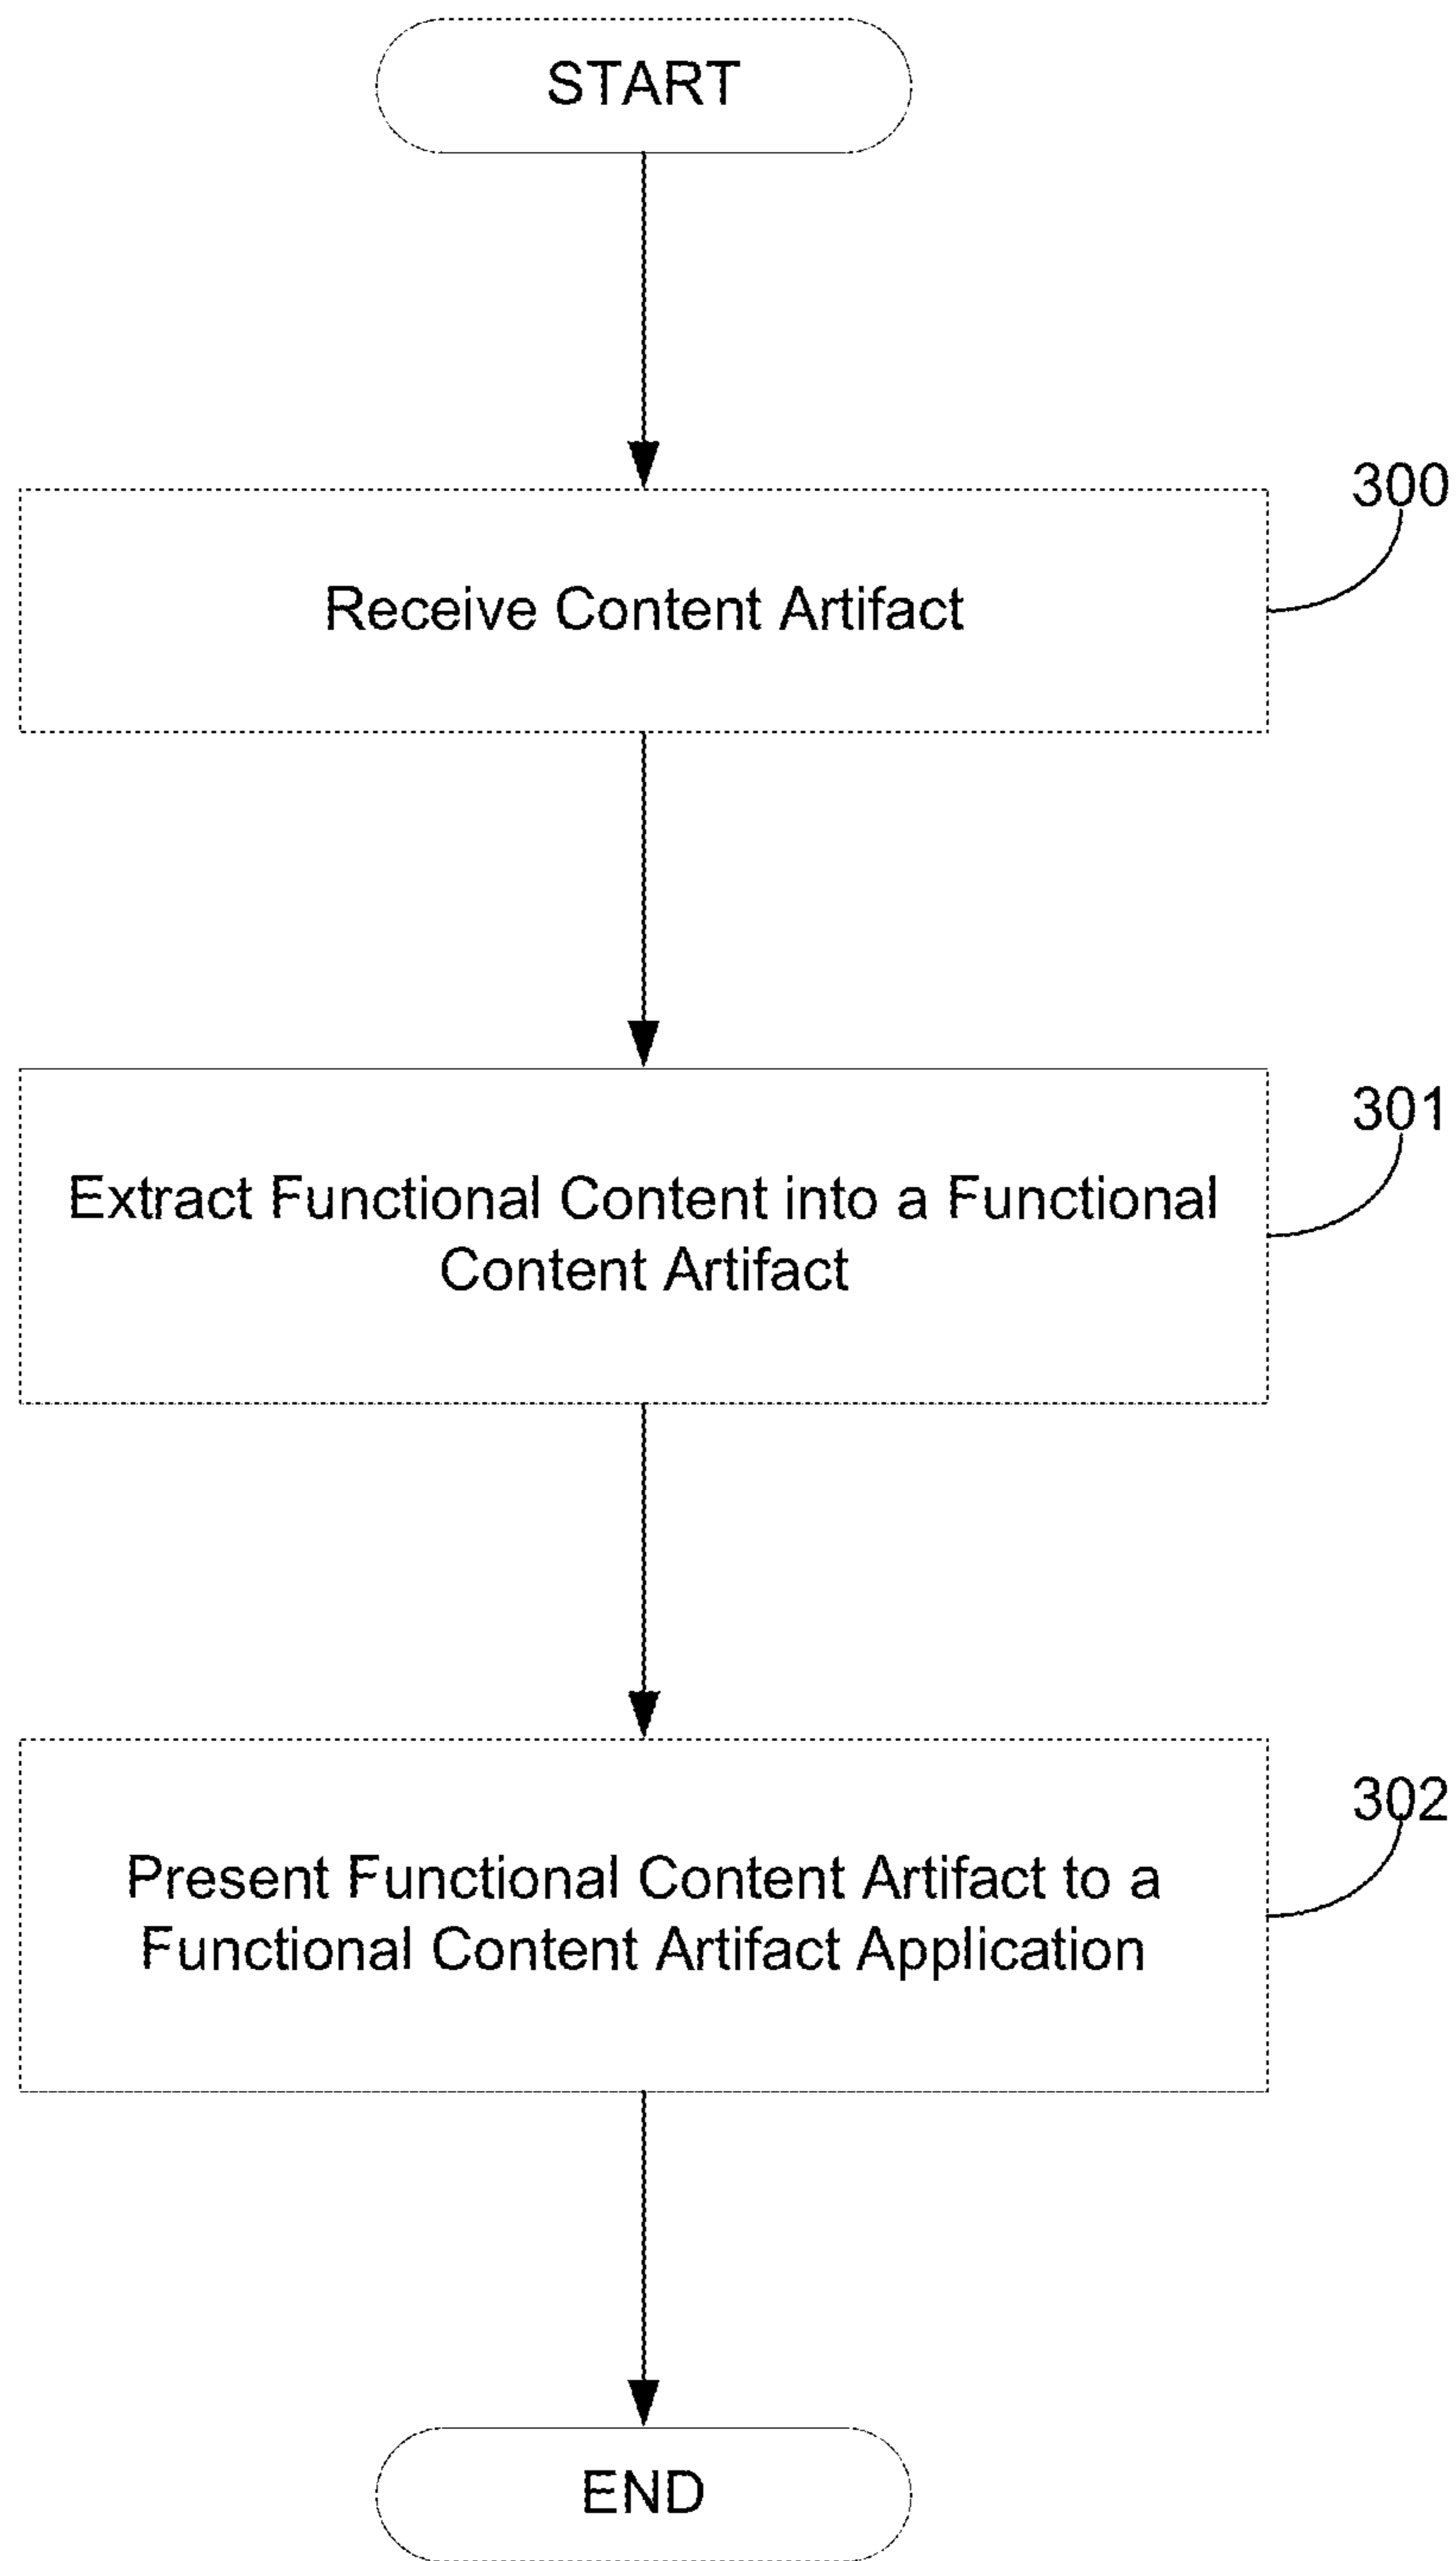 START
300
Receive Content Artifact
301
Extract Functional Content into a Functional
Content Artifact
302
Present Functional Content Artifact to a
Functional Content Artifact Application
END